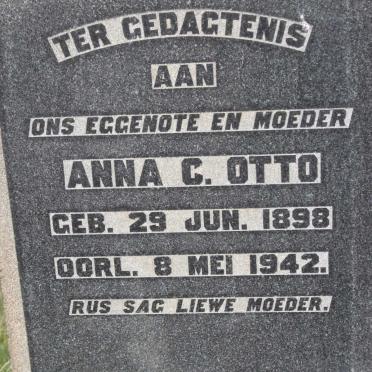 TER GEDAGTENIS
AAN
ONS EGGENOTE EN MOEDER
ANNA C. OTTO
GEB. 29 JUN. 1898
OORL. 8 MEI 1942.
RUS SAG LIEWE MOEDER.